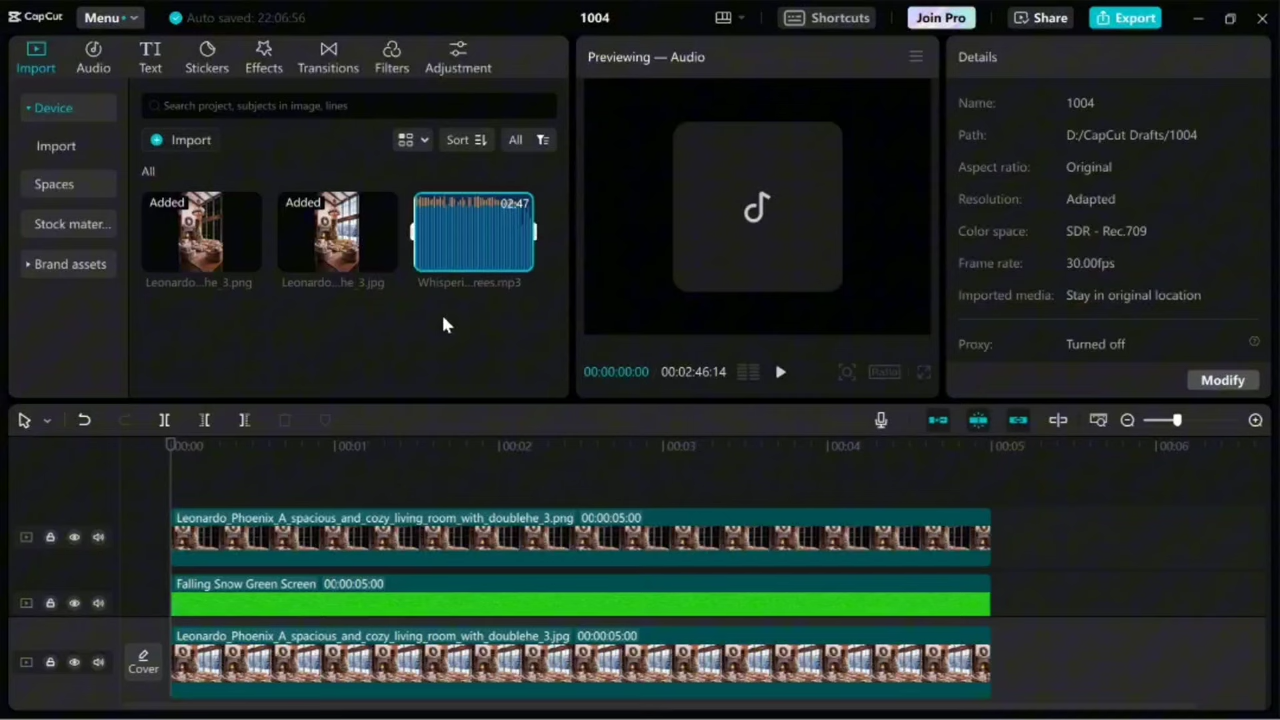 CapCut Menu Auto saved: 22:06:56 1004 Shortcuts Join Pro Share Export
Import Audio Text Stickers Effects Transitions Filters Adjustment
Device
Import
Spaces
Stock mater...
Brand assets
Search project, subjects in image, lines
Import Sort All
All
Added Added 02:47
Leonardo...he_3.png Leonardo...he_3.jpg Whisperi...rees.mp3
Previewing — Audio
00:00:00:00 00:02:46:14 Ratio
Details
Name: 1004
Path: D:/CapCut Drafts/1004
Aspect ratio: Original
Resolution: Adapted
Color space: SDR - Rec.709
Frame rate: 30.00fps
Imported media: Stay in original location
Proxy: Turned off
Modify
00:00 00:01 00:02 00:03 00:04 00:05 00:06
Leonardo_Phoenix_A_spacious_and_cozy_living_room_with_doublehe_3.png 00:00:05:00
Falling Snow Green Screen 00:00:05:00
Cover
Leonardo_Phoenix_A_spacious_and_cozy_living_room_with_doublehe_3.jpg 00:00:05:00